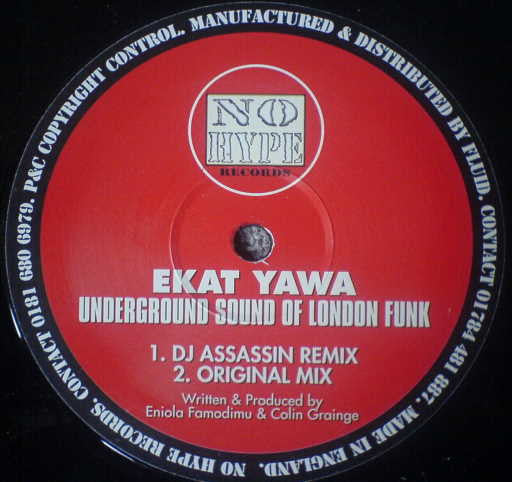 P&C COPYRIGHT CONTROL. MANUFACTURED & DISTRIBUTED BY FLUID. CONTACT 01784 481 887. MADE IN ENGLAND. NO HYPE RECORDS. CONTACT 0181 680 6979.
NO
HYPE
RECORDS
EKAT YAWA
UNDERGROUND SOUND OF LONDON FUNK
1. DJ ASSASSIN REMIX
2. ORIGINAL MIX
Written & Produced by
Eniola Famodimu & Colin Grainge